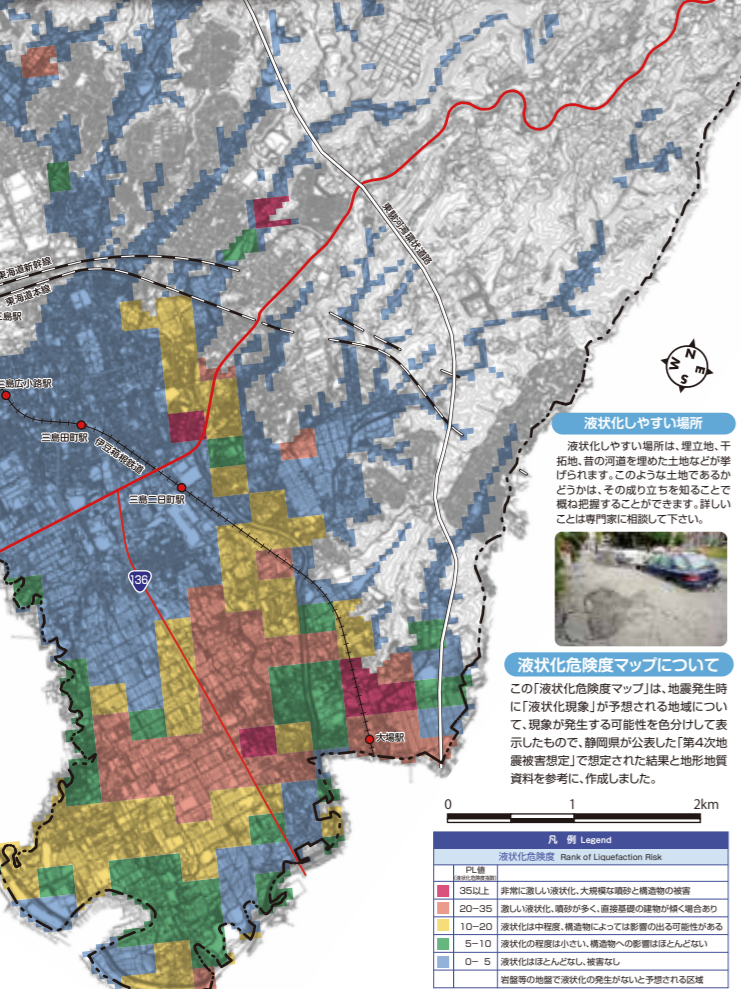 東海道新幹線
東海道本線
三島駅
東駿河湾環状道路
三島広小路駅
三島田町駅
伊豆箱根鉄道
三島二日町駅
136
大場駅
N
E
S
W
液状化しやすい場所
液状化しやすい場所は、埋立地、干
拓地、昔の河道を埋めた土地などが挙
げられます。このような土地であるか
どうかは、その成り立ちを知ることで
概ね把握することができます。詳しい
ことは専門家に相談して下さい。
液状化危険度マップについて
この「液状化危険度マップ」は、地震発生時
に「液状化現象」が予想される地域につい
て、現象が発生する可能性を色分けして表
示したもので、静岡県が公表した「第4次地
震被害想定」で想定された結果と地形地質
資料を参考に、作成しました。
0 1 2km
凡 例 Legend
液状化危険度 Rank of Liquefaction Risk
PL値
(液状化危険度指数)
35以上 非常に激しい液状化、大規模な噴砂と構造物の被害
20-35 激しい液状化、噴砂が多く、直接基礎の建物が傾く場合あり
10-20 液状化は中程度、構造物によっては影響の出る可能性がある
5-10 液状化の程度は小さい、構造物への影響はほとんどない
0- 5 液状化はほとんどなし、被害なし
岩盤等の地盤で液状化の発生がないと予想される区域